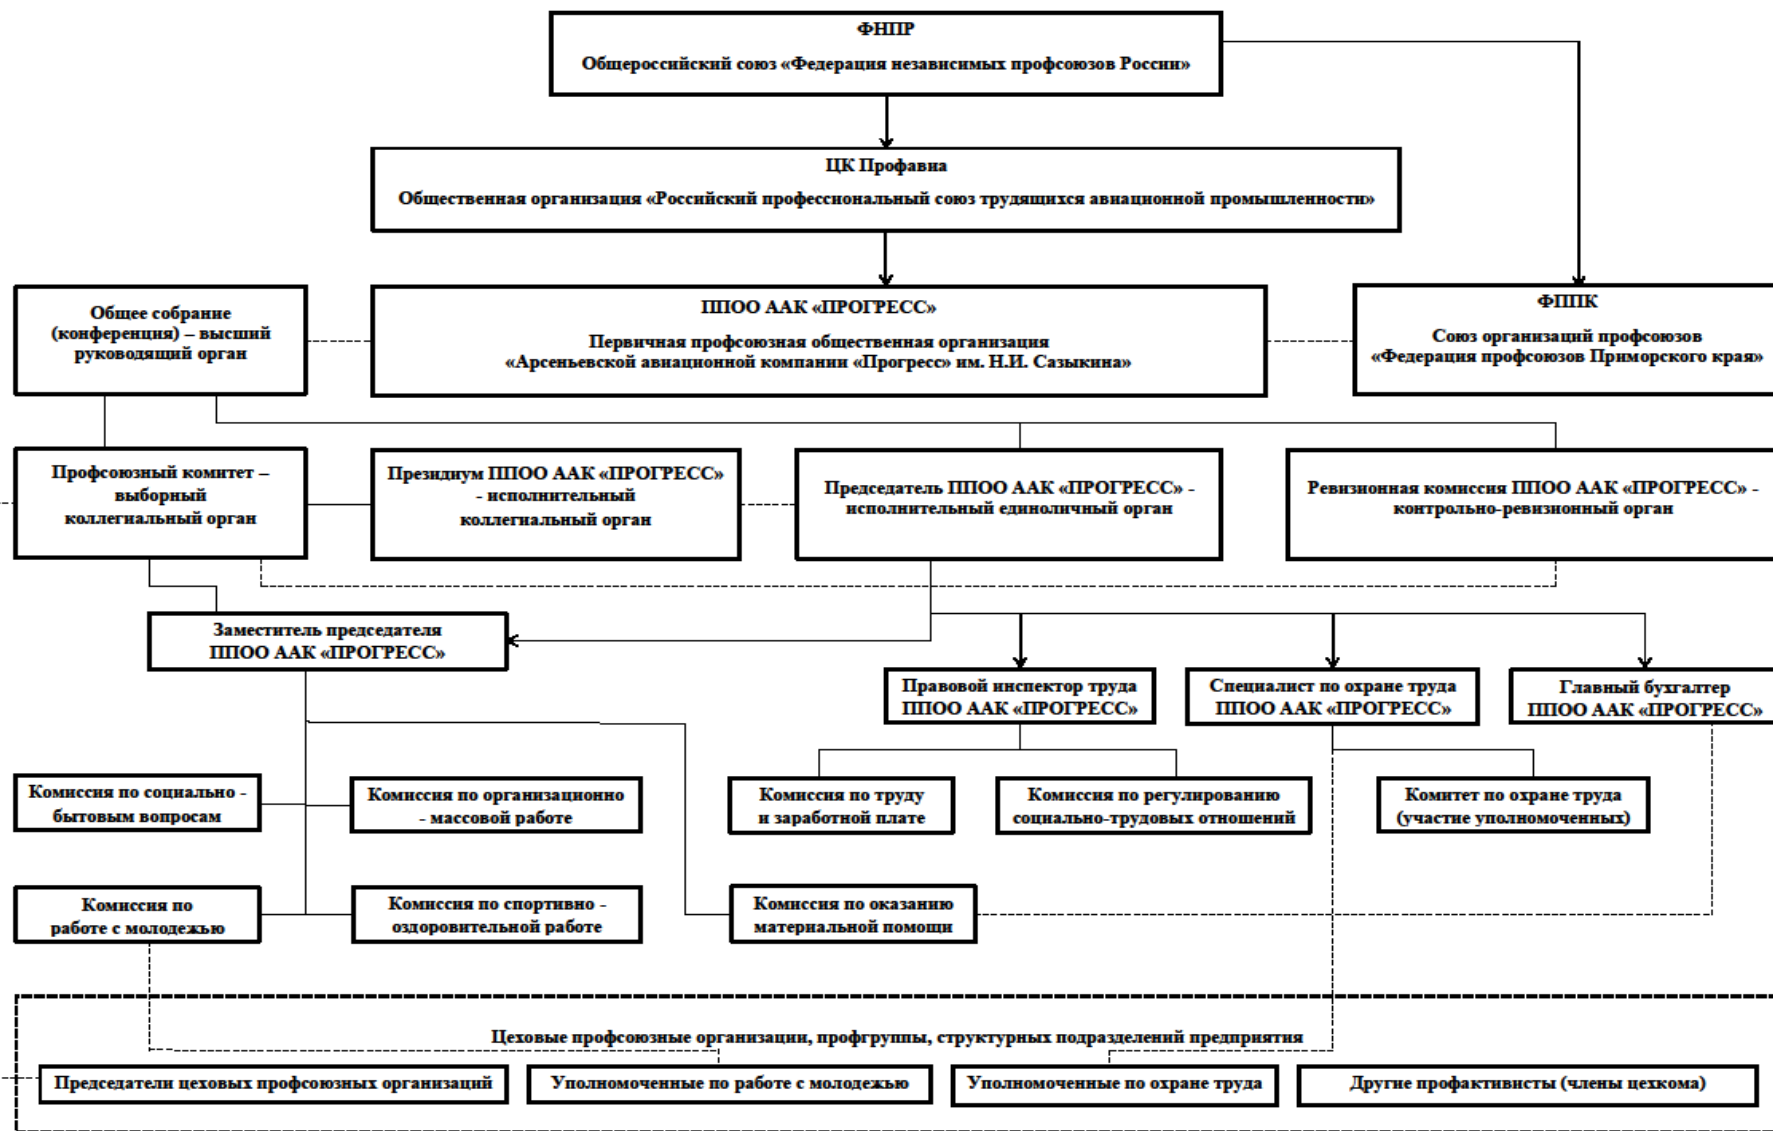 ФНПР
Общероссийский союз «Федерация независимых профсоюзов России»
ЦК Профавиа
Общественная организация «Российский профессиональный союз трудящихся авиационной промышленности»
Общее собрание
(конференция) – высший
руководящий орган
ППОО ААК «ПРОГРЕСС»
Первичная профсоюзная общественная организация
«Арсеньевской авиационной компании «Прогресс» им. Н.И. Сазыкина»
ФППК
Союз организаций профсоюзов
«Федерация профсоюзов Приморского края»
Профсоюзный комитет –
выборный
коллегиальный орган
Президиум ППОО ААК «ПРОГРЕСС»
- исполнительный
коллегиальный орган
Председатель ППОО ААК «ПРОГРЕСС» -
исполнительный единоличный орган
Ревизионная комиссия ППОО ААК «ПРОГРЕСС» -
контрольно-ревизионный орган
Заместитель председателя
ППОО ААК «ПРОГРЕСС»
Правовой инспектор труда
ППОО ААК «ПРОГРЕСС»
Специалист по охране труда
ППОО ААК «ПРОГРЕСС»
Главный бухгалтер
ППОО ААК «ПРОГРЕСС»
Комиссия по социально -
бытовым вопросам
Комиссия по организационно
- массовой работе
Комиссия по труду
и заработной плате
Комиссия по регулированию
социально-трудовых отношений
Комитет по охране труда
(участие уполномоченных)
Комиссия по
работе с молодежью
Комиссия по спортивно -
оздоровительной работе
Комиссия по оказанию
материальной помощи
Цеховые профсоюзные организации, профгруппы, структурных подразделений предприятия
Председатели цеховых профсоюзных организаций
Уполномоченные по работе с молодежью
Уполномоченные по охране труда
Другие профактивисты (члены цехкома)